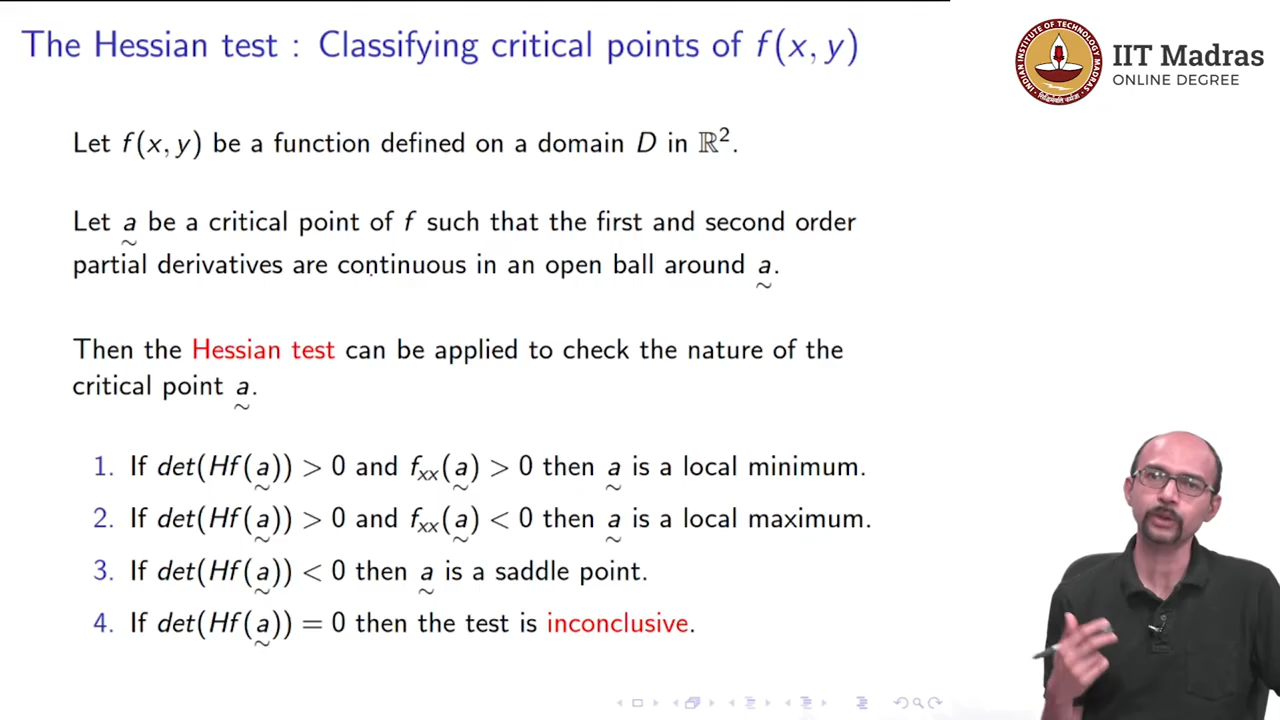 The Hessian test : Classifying critical points of f(x, y)
IIT Madras
ONLINE DEGREE
Let f(x, y) be a function defined on a domain D in ℝ².
Let a̰ be a critical point of f such that the first and second order
partial derivatives are continuous in an open ball around a̰.
Then the Hessian test can be applied to check the nature of the
critical point a̰.
1. If det(Hf(a̰)) > 0 and fₓₓ(a̰) > 0 then a̰ is a local minimum.
2. If det(Hf(a̰)) > 0 and fₓₓ(a̰) < 0 then a̰ is a local maximum.
3. If det(Hf(a̰)) < 0 then a̰ is a saddle point.
4. If det(Hf(a̰)) = 0 then the test is inconclusive.